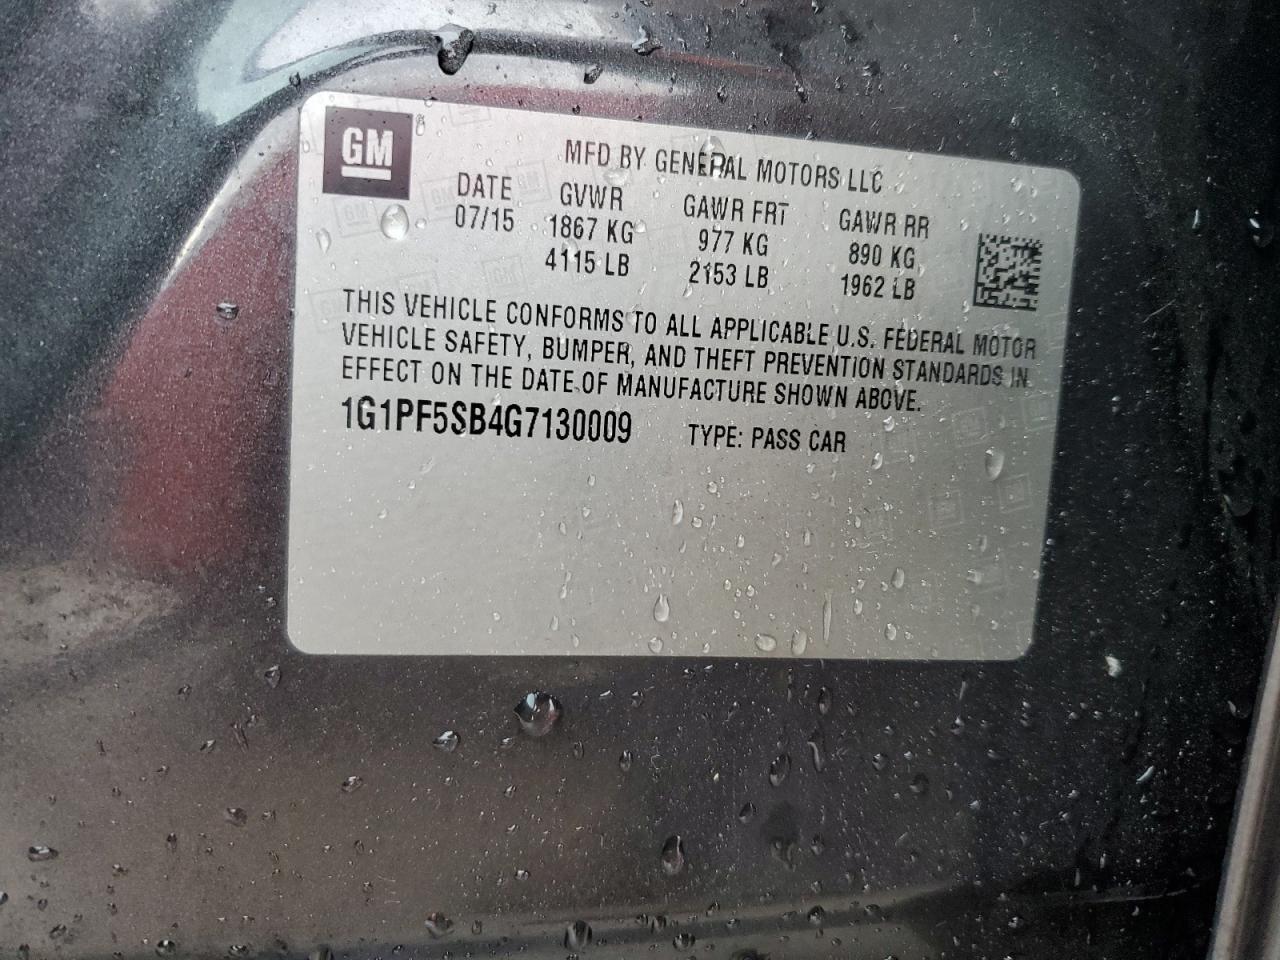 GM
MFD BY GENERAL MOTORS LLC
DATE GVWR GAWR FRT GAWR RR
07/15 1867 KG 977 KG 890 KG
4115 LB 2153 LB 1962 LB
THIS VEHICLE CONFORMS TO ALL APPLICABLE U.S. FEDERAL MOTOR
VEHICLE SAFETY, BUMPER, AND THEFT PREVENTION STANDARDS IN
EFFECT ON THE DATE OF MANUFACTURE SHOWN ABOVE.
1G1PF5SB4G7130009 TYPE: PASS CAR